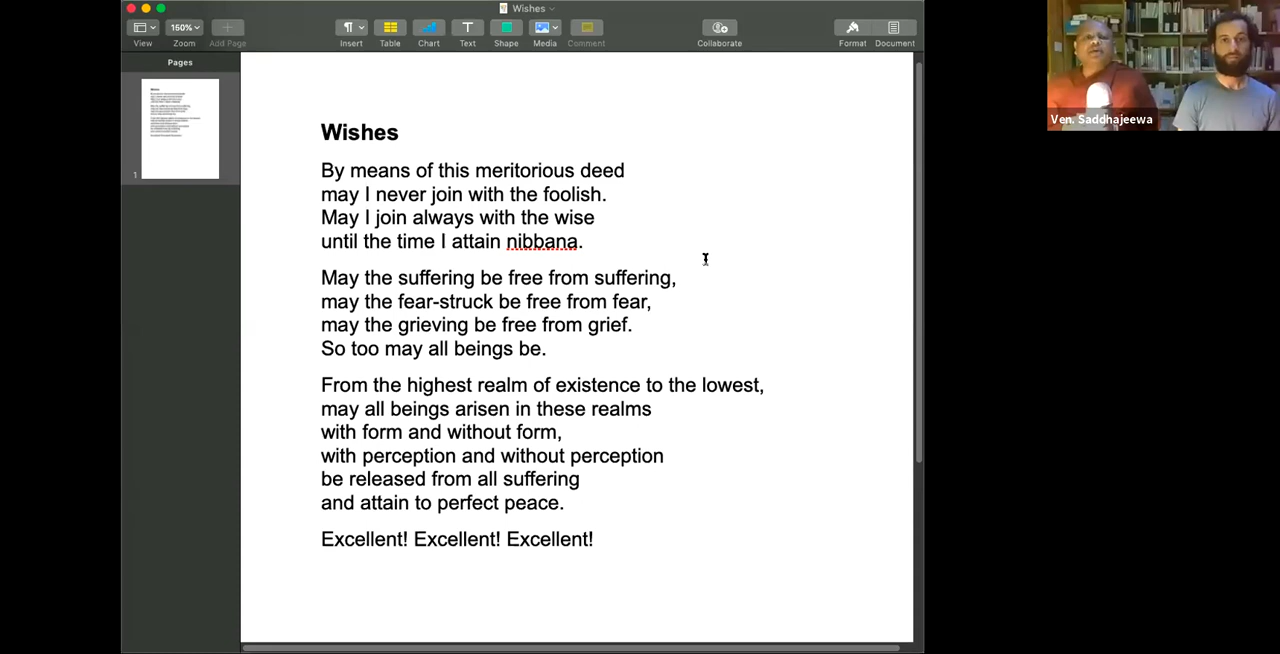 Wishes
150%
View
Zoom
Add Page
Insert
Table
Chart
Text
Shape
Media
Comment
Collaborate
Format
Document
Pages
1
Wishes
By means of this meritorious deed
may I never join with the foolish.
May I join always with the wise
until the time I attain nibbana.
May the suffering be free from suffering,
may the fear-struck be free from fear,
may the grieving be free from grief.
So too may all beings be.
From the highest realm of existence to the lowest,
may all beings arisen in these realms
with form and without form,
with perception and without perception
be released from all suffering
and attain to perfect peace.
Excellent! Excellent! Excellent!
Ven. Saddhajeewa